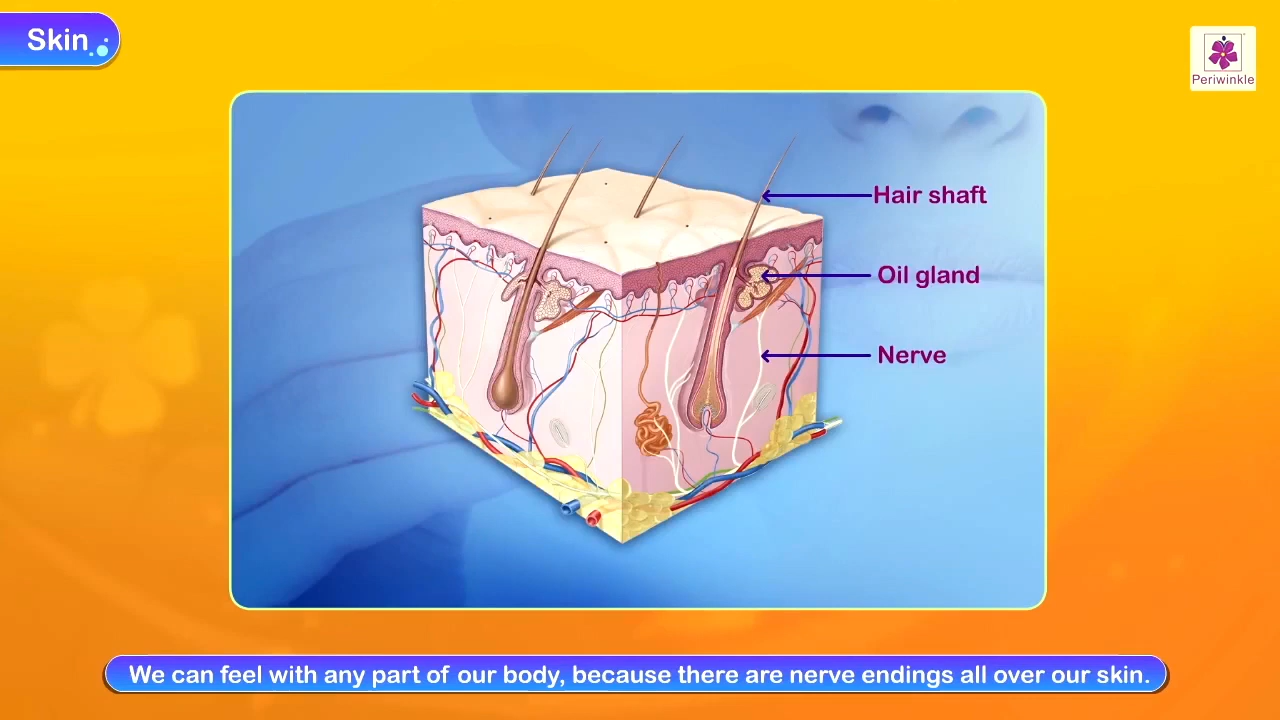 Skin
Periwinkle
Hair shaft
Oil gland
Nerve
We can feel with any part of our body, because there are nerve endings all over our skin.